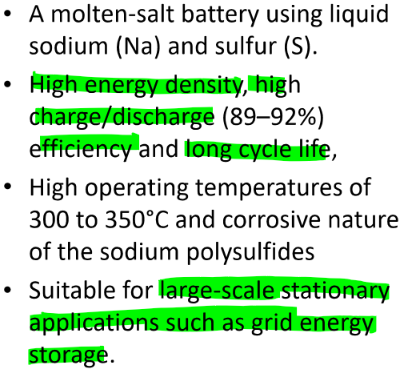 • A molten-salt battery using liquid
sodium (Na) and sulfur (S).
• High energy density, high
charge/discharge (89–92%)
efficiency and long cycle life,
• High operating temperatures of
300 to 350°C and corrosive nature
of the sodium polysulfides
• Suitable for large-scale stationary
applications such as grid energy
storage.